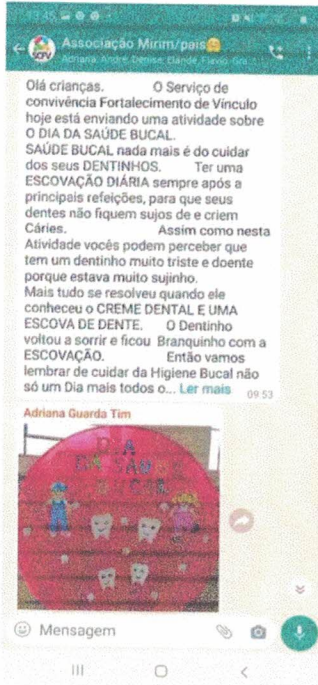 13:45
Associação Mirim/pais
Adriana, André, Denise, Elande, Flavio, Gra...
Olá crianças. O Serviço de
convivência Fortalecimento de Vínculo
hoje está enviando uma atividade sobre
O DIA DA SAÚDE BUCAL.
SAÚDE BUCAL nada mais é do cuidar
dos seus DENTINHOS. Ter uma
ESCOVAÇÃO DIÁRIA sempre após a
principais refeições, para que seus
dentes não fiquem sujos de e criem
Cáries. Assim como nesta
Atividade vocês podem perceber que
tem um dentinho muito triste e doente
porque estava muito sujinho.
Mais tudo se resolveu quando ele
conheceu o CREME DENTAL E UMA
ESCOVA DE DENTE. O Dentinho
voltou a sorrir e ficou Branquinho com a
ESCOVAÇÃO. Então vamos
lembrar de cuidar da Higiene Bucal não
só um Dia mais todos o... Ler mais
09:53
Adriana Guarda Tim
DIA
DA SAÚDE
BUCAL
Mensagem